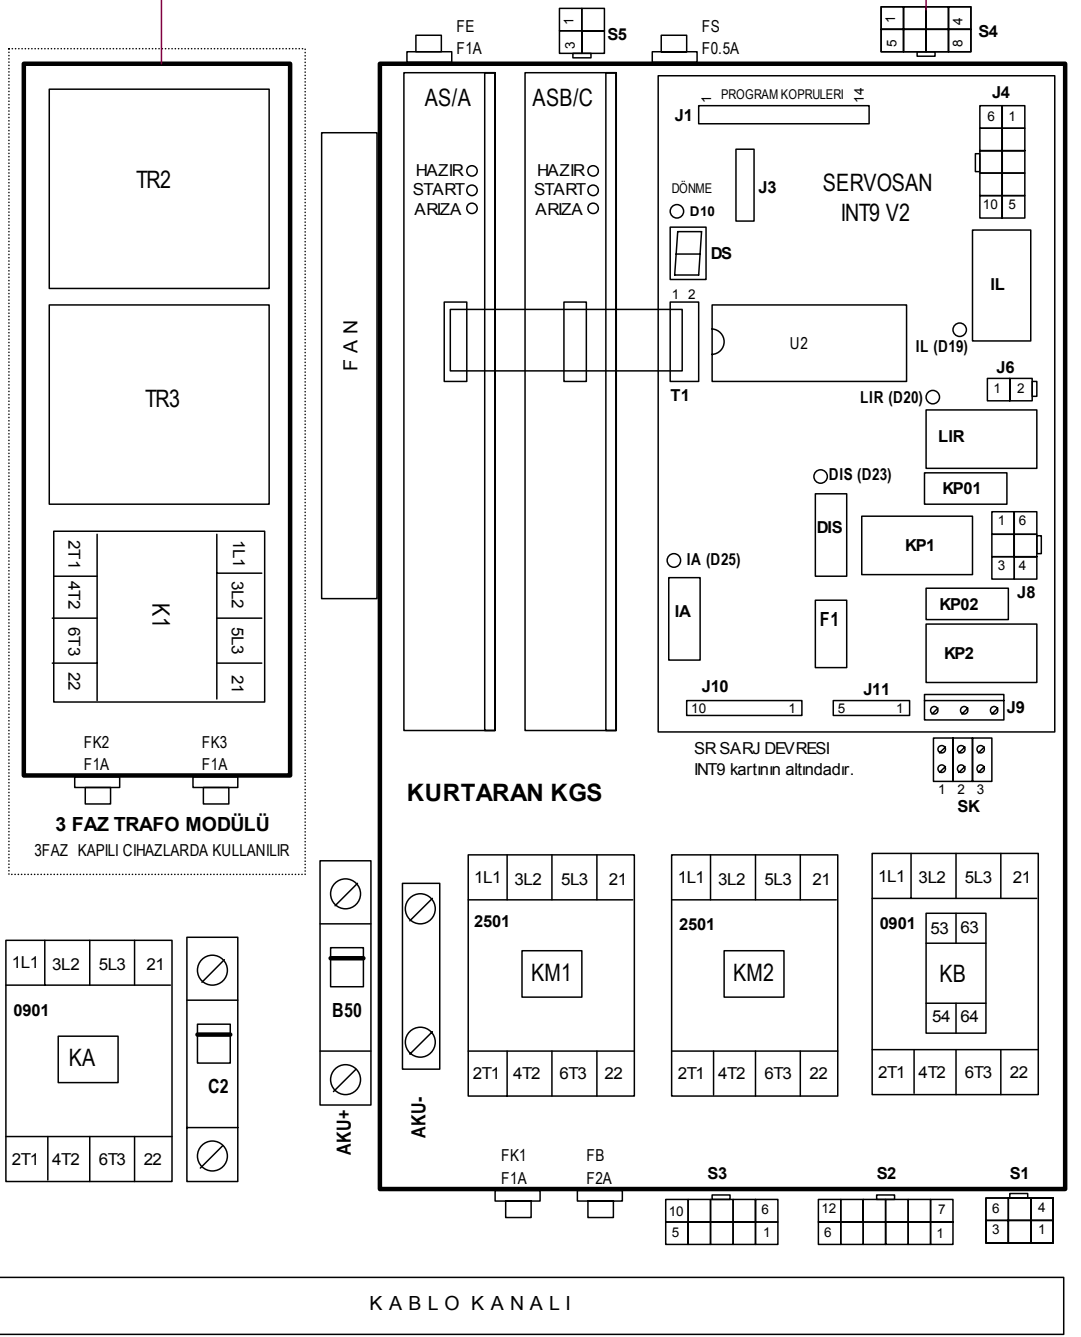 FE
F1A
1
3
S5
FS
F0.5A
1
4
5
8
S4
TR2
TR3
2T1
4T2
6T3
22
K1
1L1
3L2
5L3
21
FK2
F1A
FK3
F1A
3 FAZ TRAFO MODÜLÜ
3FAZ KAPILI CIHAZLARDA KULLANILIR
FAN
AS/A
HAZIR
START
ARIZA
ASB/C
HAZIR
START
ARIZA
1 PROGRAM KOPRULERI 14
J1
J3
DÖNME
D10
DS
SERVOSAN
INT9 V2
J4
6 1
10 5
IL
IL (D19)
1 2
T1
U2
J6
1 2
LIR (D20)
LIR
KP01
DIS (D23)
DIS
KP1
1 6
3 4
J8
IA (D25)
IA
F1
KP02
KP2
J10
10 1
J11
5 1
J9
SR SARJ DEVRESI
INT9 kartının altındadır.
1 2 3
SK
KURTARAN KGS
1L1 3L2 5L3 21
2501
KM1
2T1 4T2 6T3 22
1L1 3L2 5L3 21
2501
KM2
2T1 4T2 6T3 22
1L1 3L2 5L3 21
0901
53 63
KB
54 64
2T1 4T2 6T3 22
1L1 3L2 5L3 21
0901
KA
2T1 4T2 6T3 22
C2
B50
AKU+
AKU-
FK1
F1A
FB
F2A
S3
10 6
5 1
S2
12 7
6 1
S1
6 4
3 1
KABLO KANALI